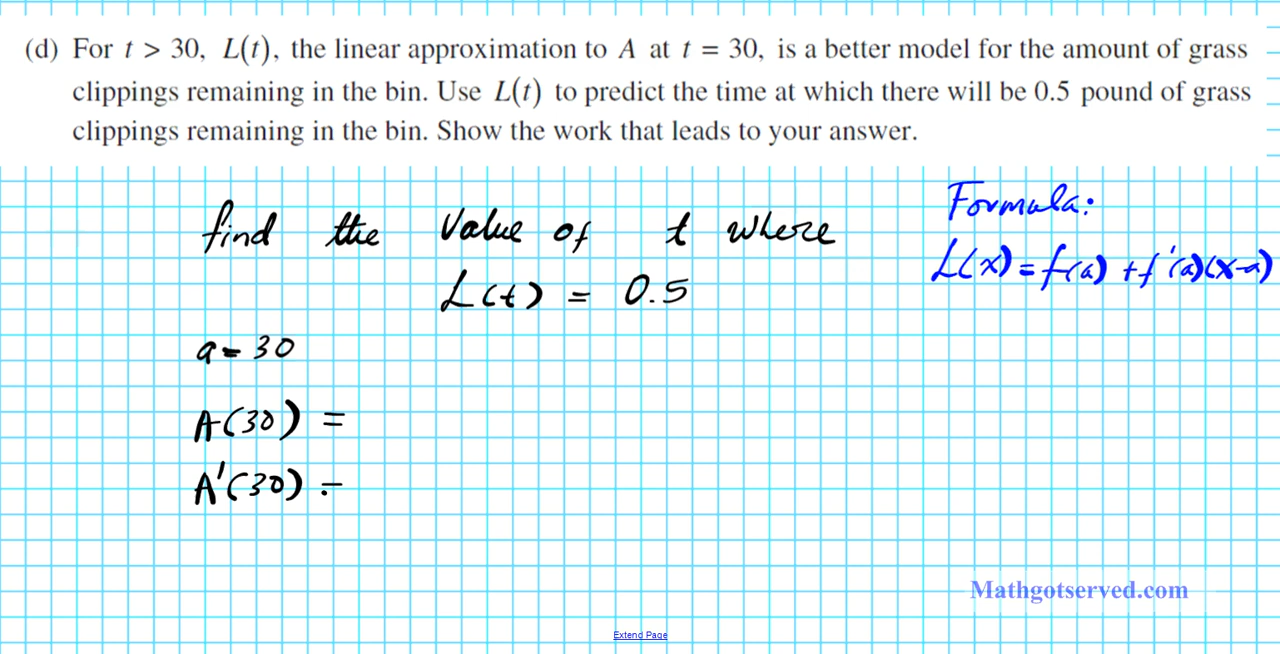 (d) For t > 30, L(t), the linear approximation to A at t = 30, is a better model for the amount of grass
clippings remaining in the bin. Use L(t) to predict the time at which there will be 0.5 pound of grass
clippings remaining in the bin. Show the work that leads to your answer.
Formula:
L(x) = f(a) + f'(a)(x-a)
find the value of t where
L(t) = 0.5
a = 30
A(30) =
A'(30) =
Mathgotserved.com
Extend Page